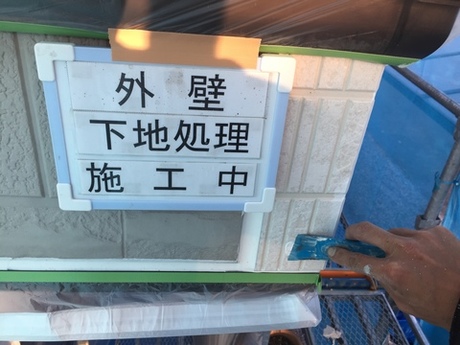 外壁
下地処理
施工中